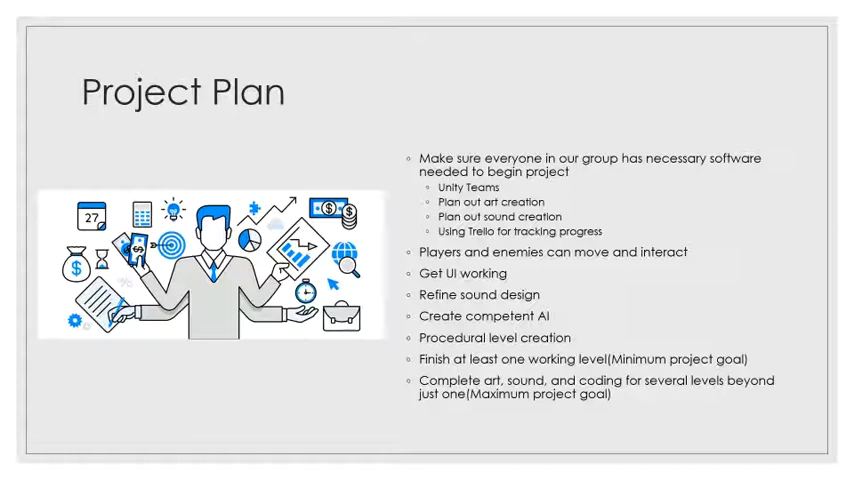 Project Plan
27
$
◦ Make sure everyone in our group has necessary software
needed to begin project
◦ Unity Teams
◦ Plan out art creation
◦ Plan out sound creation
◦ Using Trello for tracking progress
◦ Players and enemies can move and interact
◦ Get UI working
◦ Refine sound design
◦ Create competent AI
◦ Procedural level creation
◦ Finish at least one working level(Minimum project goal)
◦ Complete art, sound, and coding for several levels beyond
just one(Maximum project goal)